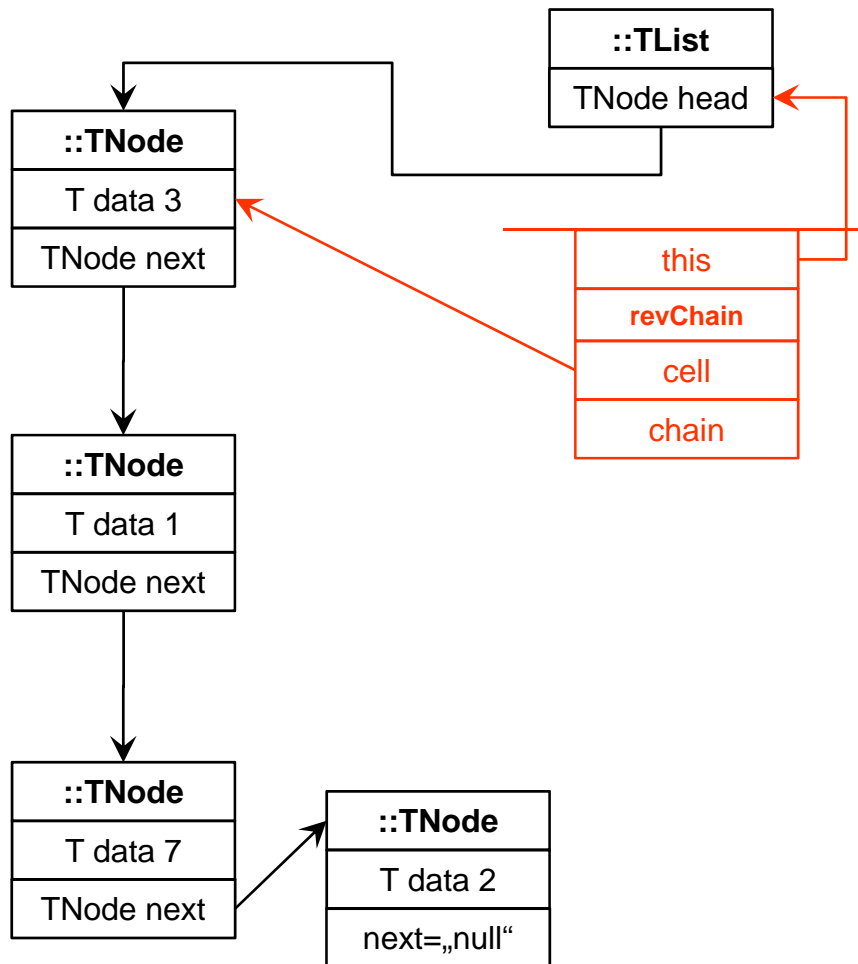 ::TList
TNode head
::TNode
T data 3
TNode next
this
revChain
cell
chain
::TNode
T data 1
TNode next
::TNode
T data 7
TNode next
::TNode
T data 2
next=„null“